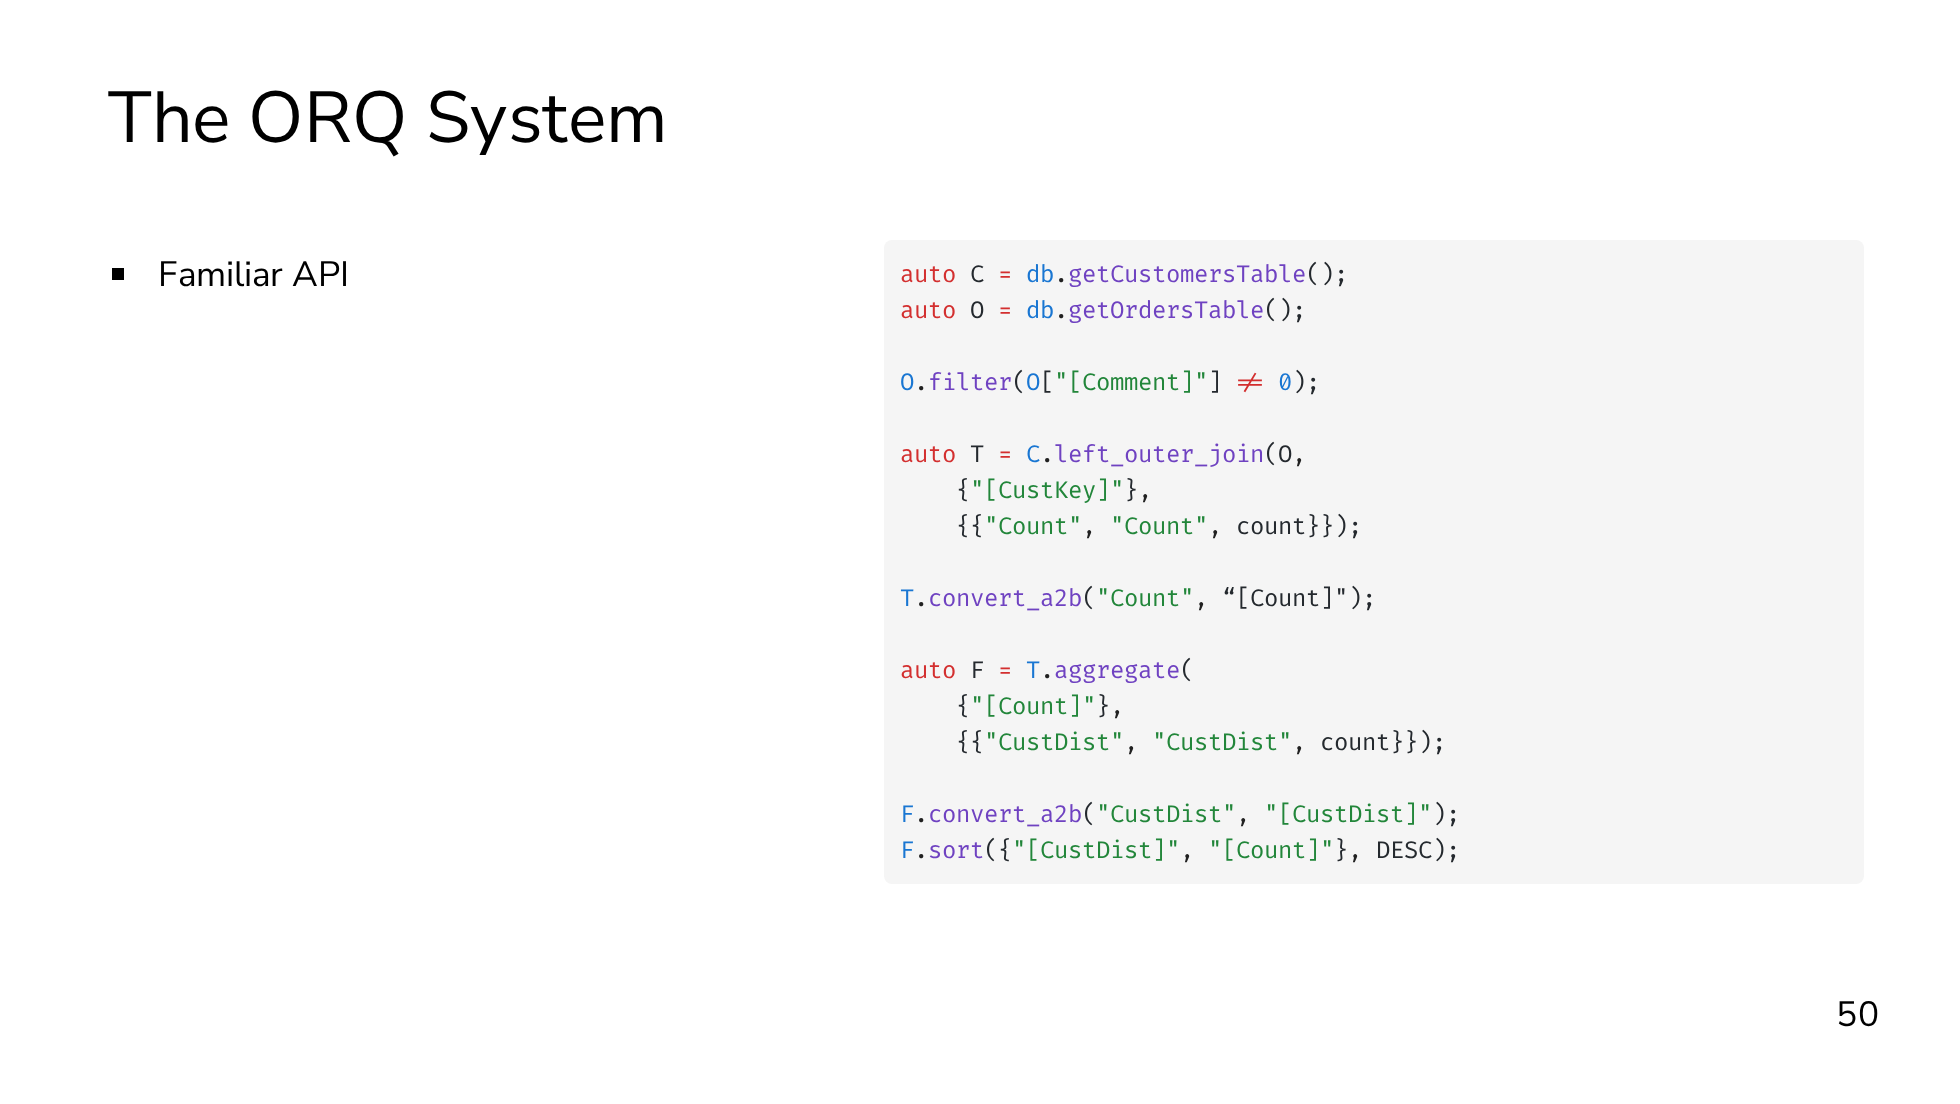 The ORQ System
▪ Familiar API
auto C = db.getCustomersTable();
auto O = db.getOrdersTable();
O.filter(O["[Comment]"] ≠ 0);
auto T = C.left_outer_join(O,
    {"[CustKey]"},
    {{"Count", "Count", count}});
T.convert_a2b("Count", “[Count]");
auto F = T.aggregate(
    {"[Count]"},
    {{"CustDist", "CustDist", count}});
F.convert_a2b("CustDist", "[CustDist]");
F.sort({"[CustDist]", "[Count]"}, DESC);
50